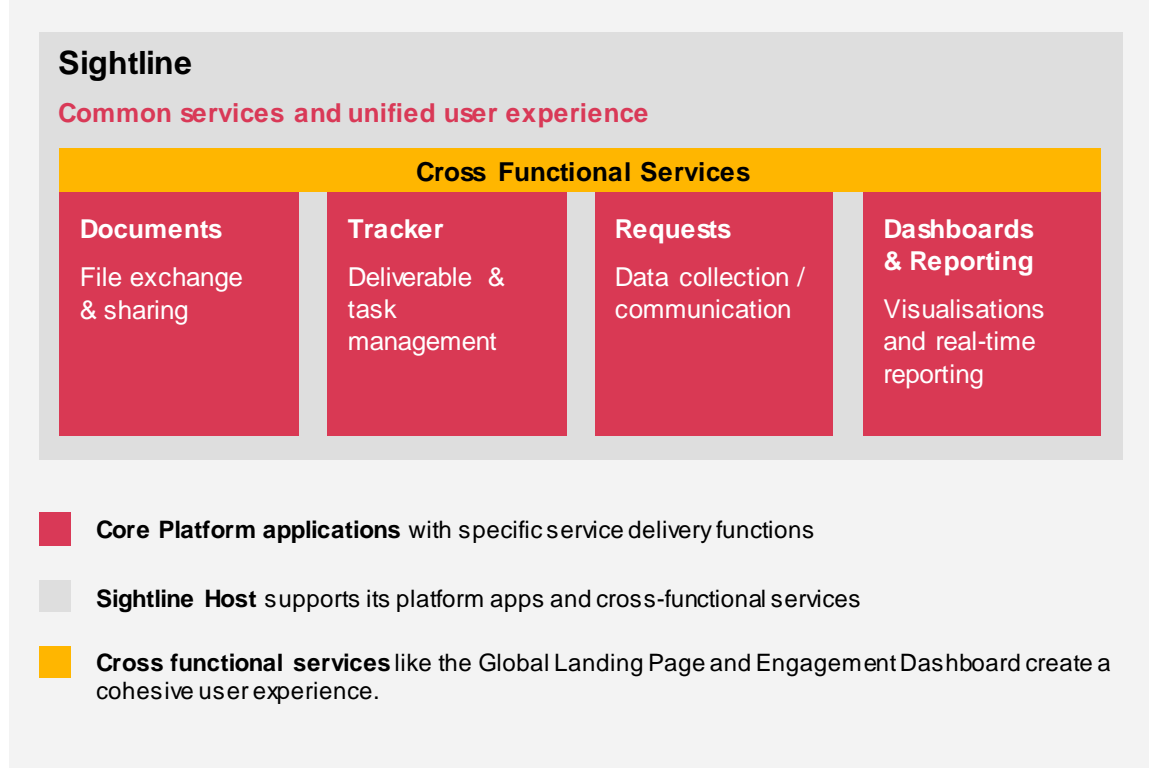 Sightline
Common services and unified user experience
Cross Functional Services
Documents
File exchange
& sharing
Tracker
Deliverable &
task
management
Requests
Data collection /
communication
Dashboards
& Reporting
Visualisations
and real-time
reporting
Core Platform applications with specific service delivery functions
Sightline Host supports its platform apps and cross-functional services
Cross functional services like the Global Landing Page and Engagement Dashboard create a
cohesive user experience.